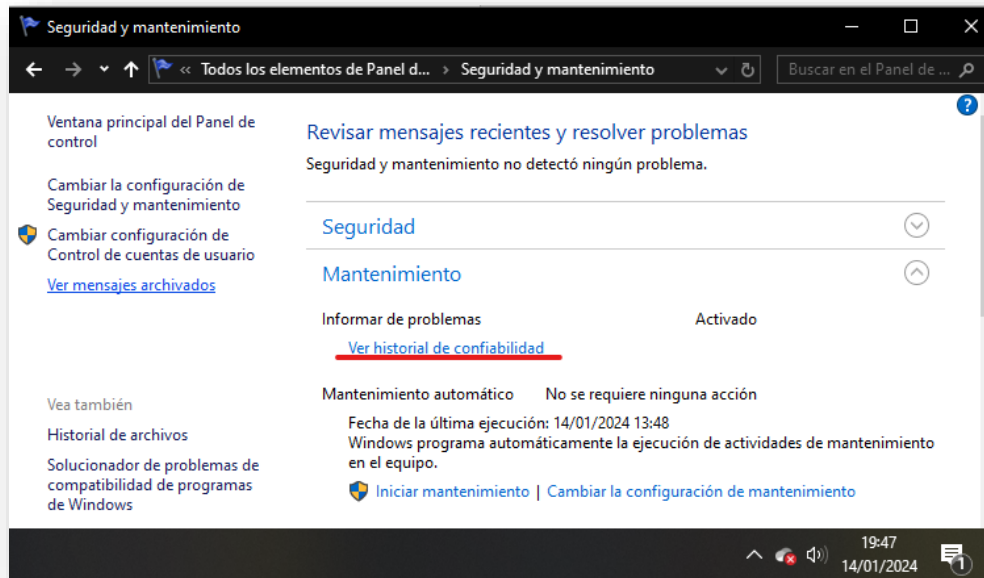 Seguridad y mantenimiento
« Todos los elementos de Panel d... › Seguridad y mantenimiento
Buscar en el Panel de ...
Ventana principal del Panel de
control
Cambiar la configuración de
Seguridad y mantenimiento
Cambiar configuración de
Control de cuentas de usuario
Ver mensajes archivados
Vea también
Historial de archivos
Solucionador de problemas de
compatibilidad de programas
de Windows
Revisar mensajes recientes y resolver problemas
Seguridad y mantenimiento no detectó ningún problema.
Seguridad
Mantenimiento
Informar de problemas Activado
Ver historial de confiabilidad
Mantenimiento automático No se requiere ninguna acción
Fecha de la última ejecución: 14/01/2024 13:48
Windows programa automáticamente la ejecución de actividades de mantenimiento
en el equipo.
Iniciar mantenimiento | Cambiar la configuración de mantenimiento
19:47
14/01/2024
1